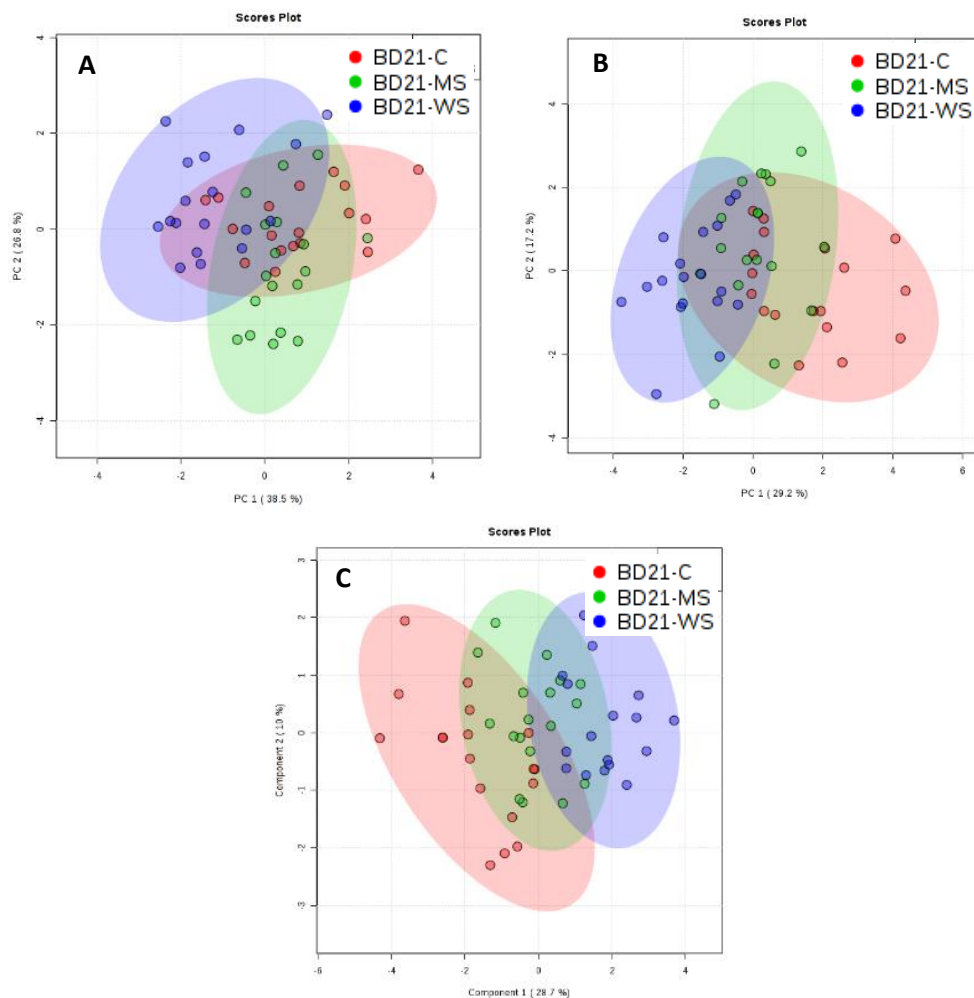 Scores Plot
A
BD21-C
BD21-MS
BD21-WS
4
2
0
-2
-4
PC 2 ( 26.8 %)
-4
-2
0
2
4
PC 1 ( 38.5 %)
Scores Plot
B
BD21-C
BD21-MS
BD21-WS
4
2
0
-2
-4
PC 2 ( 17.2 %)
-4
-2
0
2
4
6
PC 1 ( 29.2 %)
Scores Plot
C
BD21-C
BD21-MS
BD21-WS
3
2
1
0
-1
-2
-3
Component 2 ( 10 %)
-6
-4
-2
0
2
4
Component 1 ( 28.7 %)